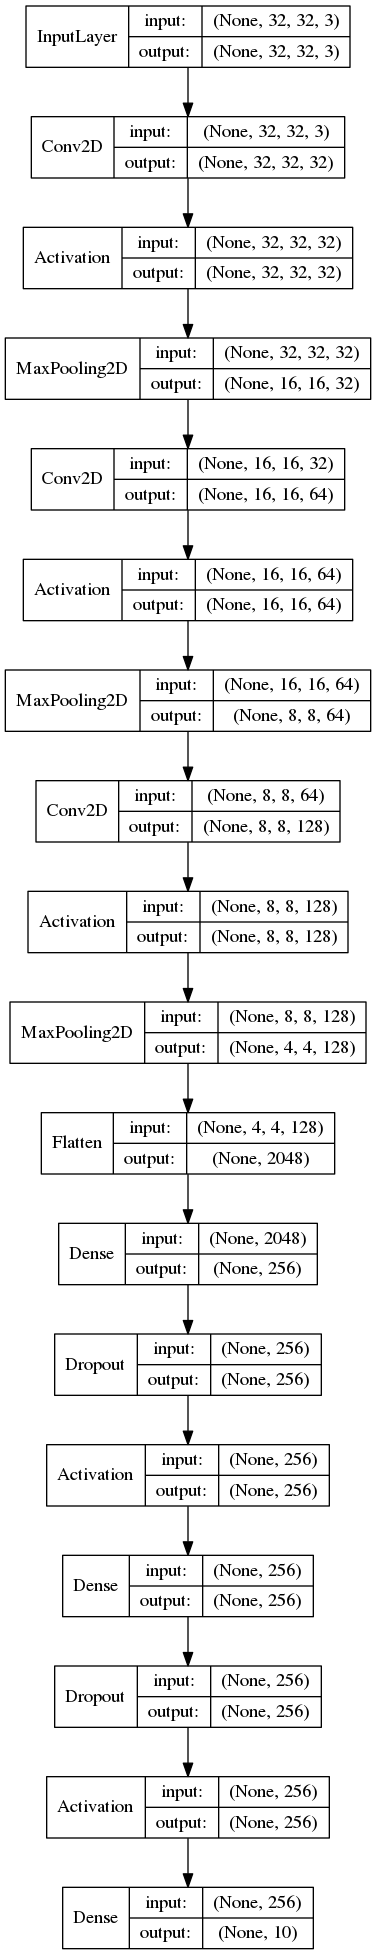 InputLayer
input: (None, 32, 32, 3)
output: (None, 32, 32, 3)
Conv2D
input: (None, 32, 32, 3)
output: (None, 32, 32, 32)
Activation
input: (None, 32, 32, 32)
output: (None, 32, 32, 32)
MaxPooling2D
input: (None, 32, 32, 32)
output: (None, 16, 16, 32)
Conv2D
input: (None, 16, 16, 32)
output: (None, 16, 16, 64)
Activation
input: (None, 16, 16, 64)
output: (None, 16, 16, 64)
MaxPooling2D
input: (None, 16, 16, 64)
output: (None, 8, 8, 64)
Conv2D
input: (None, 8, 8, 64)
output: (None, 8, 8, 128)
Activation
input: (None, 8, 8, 128)
output: (None, 8, 8, 128)
MaxPooling2D
input: (None, 8, 8, 128)
output: (None, 4, 4, 128)
Flatten
input: (None, 4, 4, 128)
output: (None, 2048)
Dense
input: (None, 2048)
output: (None, 256)
Dropout
input: (None, 256)
output: (None, 256)
Activation
input: (None, 256)
output: (None, 256)
Dense
input: (None, 256)
output: (None, 256)
Dropout
input: (None, 256)
output: (None, 256)
Activation
input: (None, 256)
output: (None, 256)
Dense
input: (None, 256)
output: (None, 10)